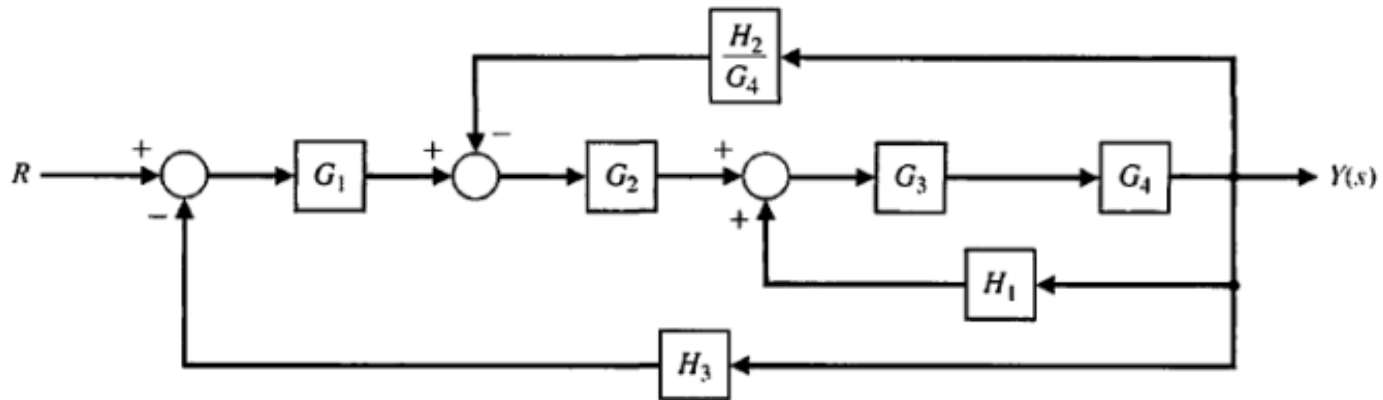 H₂
G₄
+
−
+
+
R
G₁
G₂
G₃
G₄
Y(s)
−
+
H₁
H₃